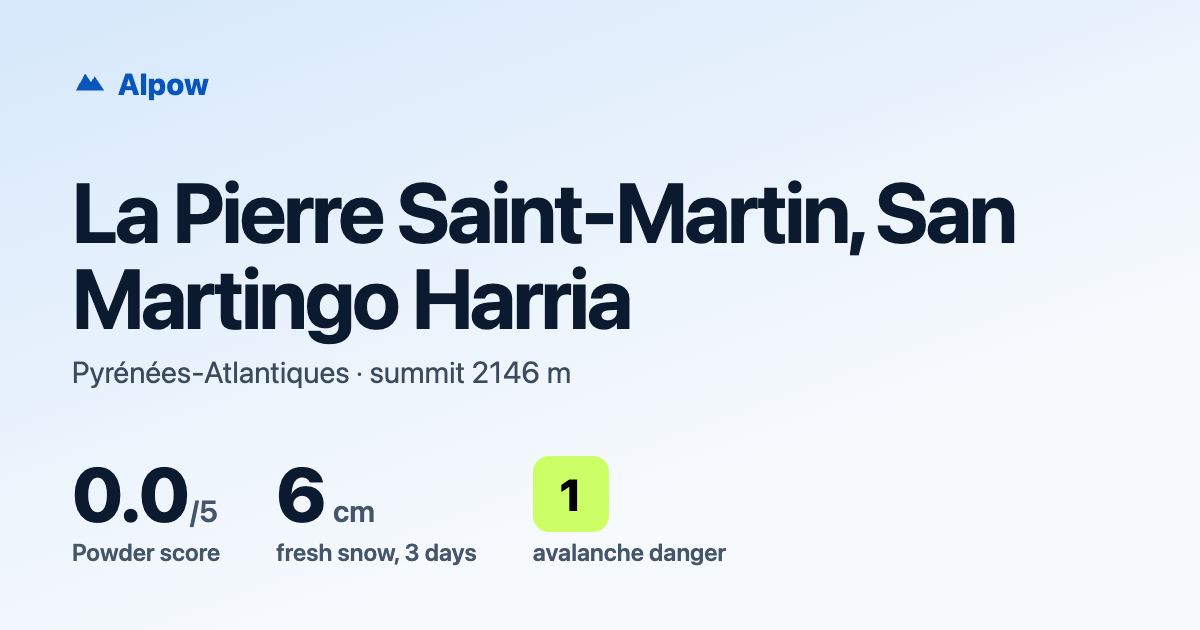 Alpow
La Pierre Saint-Martin, San
Martingo Harria
Pyrénées-Atlantiques · summit 2146 m
0.0/5
Powder score
6 cm
fresh snow, 3 days
1
avalanche danger